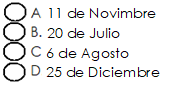 A 11 de Novimbre
B. 20 de Julio
C 6 de Agosto
D 25 de Diciembre